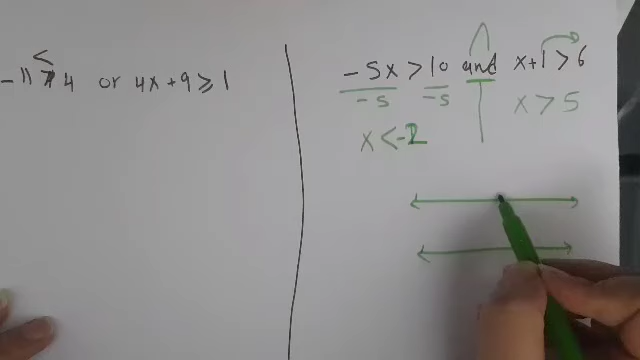 -11 < 4 or 4x+9 ≥ 1
-5x > 10 and x+1 > 6
-5 -5 x > 5
x < -2